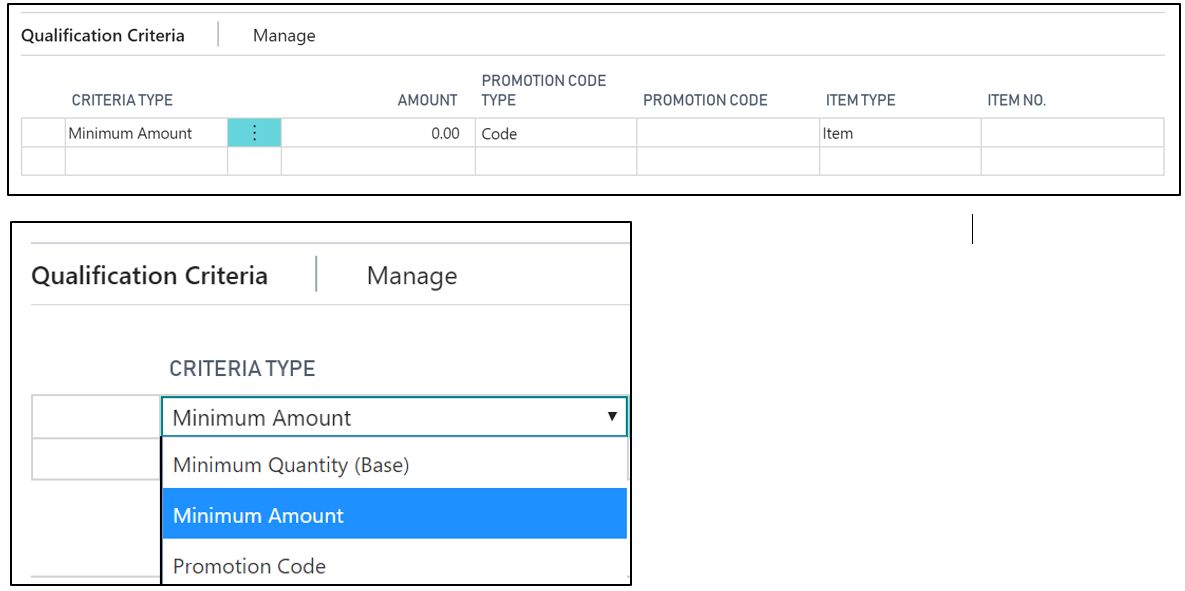 Qualification Criteria Manage
CRITERIA TYPE AMOUNT PROMOTION CODE TYPE PROMOTION CODE ITEM TYPE ITEM NO.
Minimum Amount 0.00 Code Item
Qualification Criteria Manage
CRITERIA TYPE
Minimum Amount
Minimum Quantity (Base)
Minimum Amount
Promotion Code